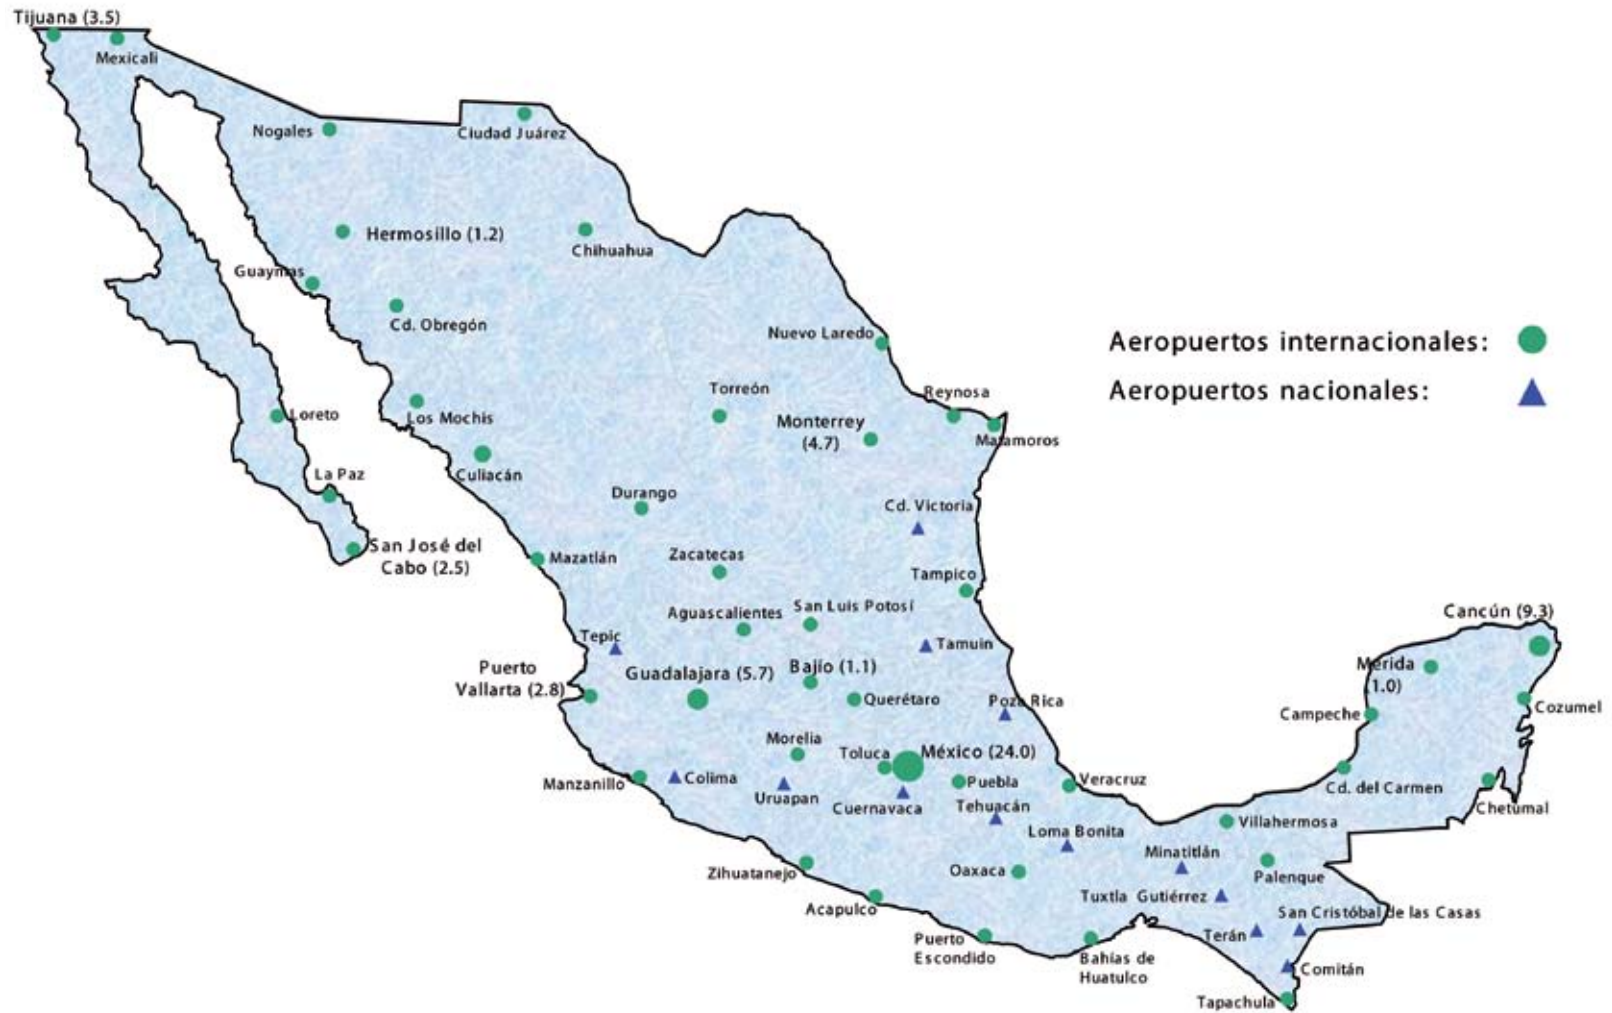 Tijuana (3.5)
Mexicali
Nogales
Ciudad Juárez
Hermosillo (1.2)
Chihuahua
Guaymas
Cd. Obregón
Nuevo Laredo
Aeropuertos internacionales:
Aeropuertos nacionales:
Torreón
Reynosa
Loreto
Los Mochis
Monterrey
(4.7)
Matamoros
La Paz
Culiacán
Durango
Cd. Victoria
San José del
Cabo (2.5)
Mazatlán
Zacatecas
Tampico
Aguascalientes
San Luis Potosí
Cancún (9.3)
Tepic
Tamuin
Puerto
Vallarta (2.8)
Guadalajara (5.7)
Bajío (1.1)
Merida
(1.0)
Querétaro
Poza Rica
Campeche
Cozumel
Morelia
Toluca
México (24.0)
Manzanillo
Colima
Uruapan
Cuernavaca
Puebla
Tehuacán
Veracruz
Cd. del Carmen
Chetumal
Loma Bonita
Villahermosa
Zihuatanejo
Oaxaca
Minatitlán
Palenque
Acapulco
Tuxtla Gutiérrez
San Cristóbal de las Casas
Puerto
Escondido
Bahías de
Huatulco
Terán
Comitán
Tapachula